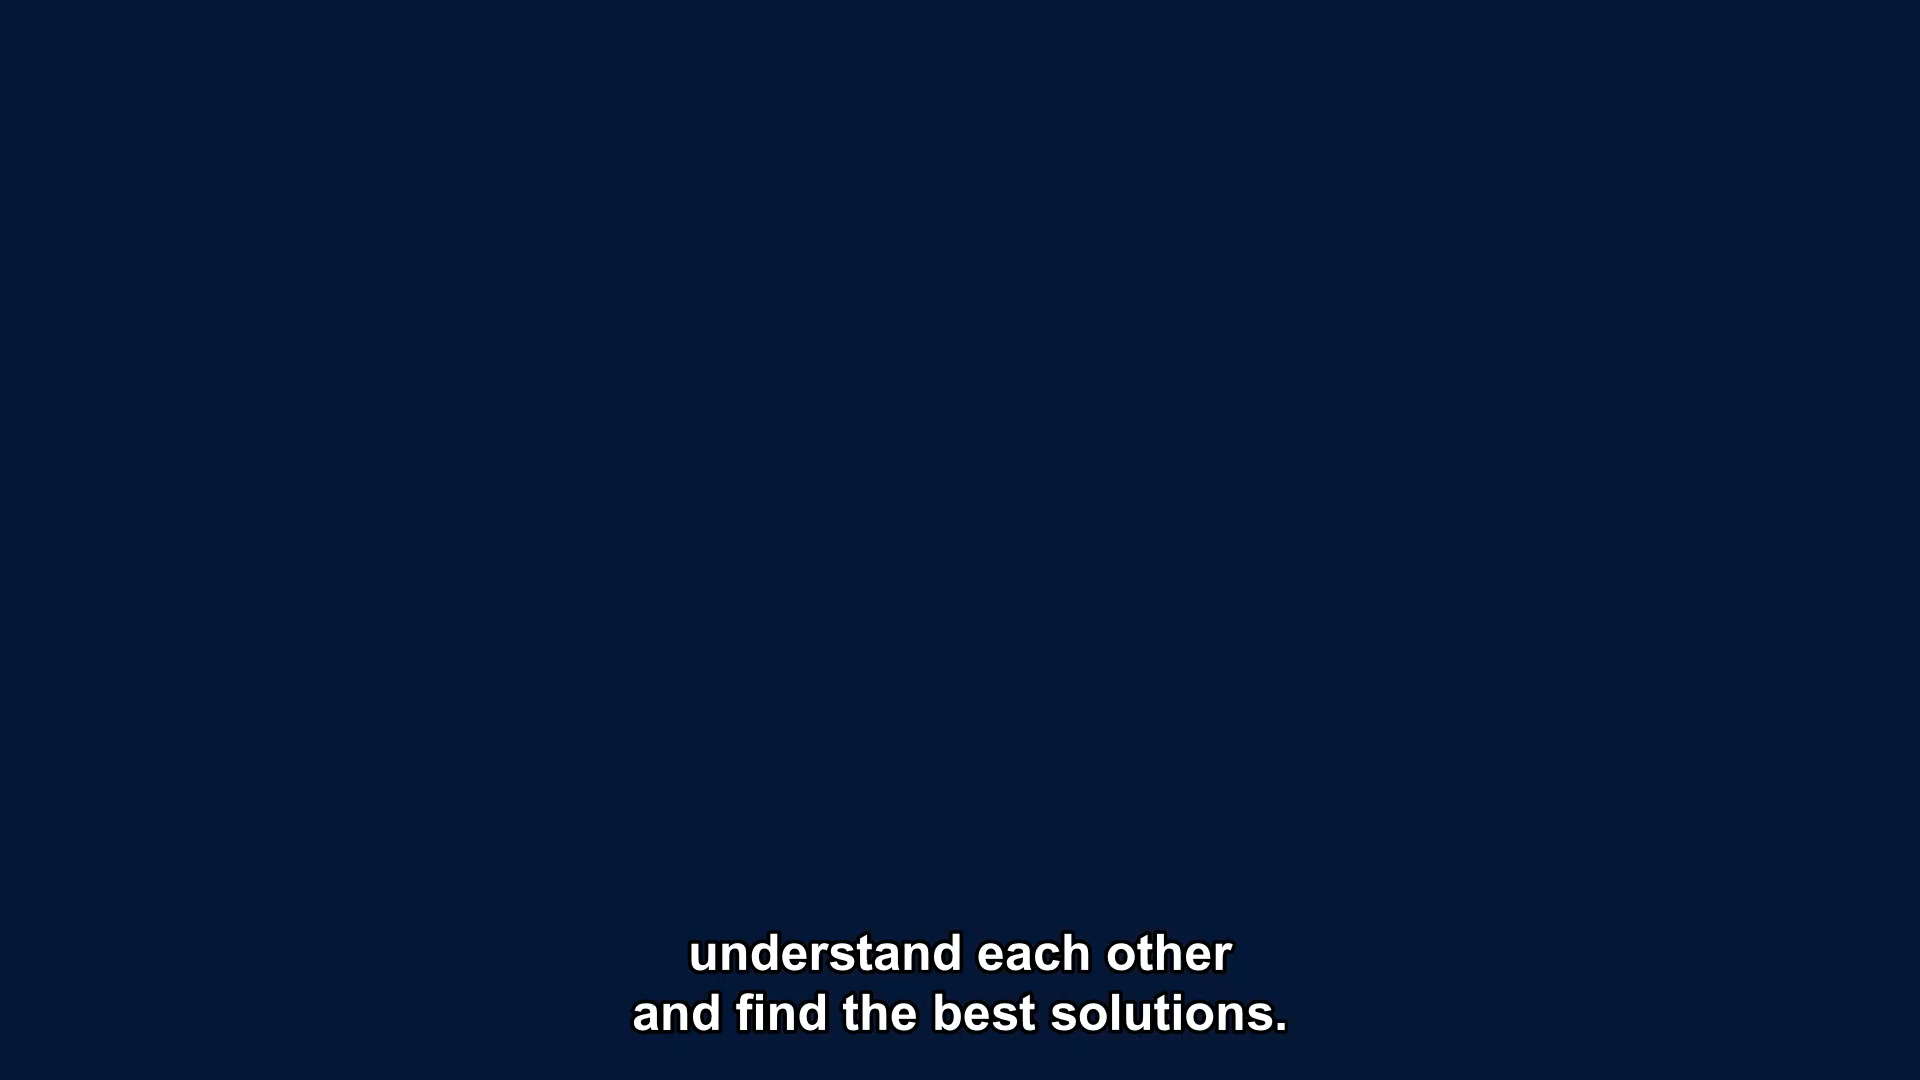 understand each other
and find the best solutions.